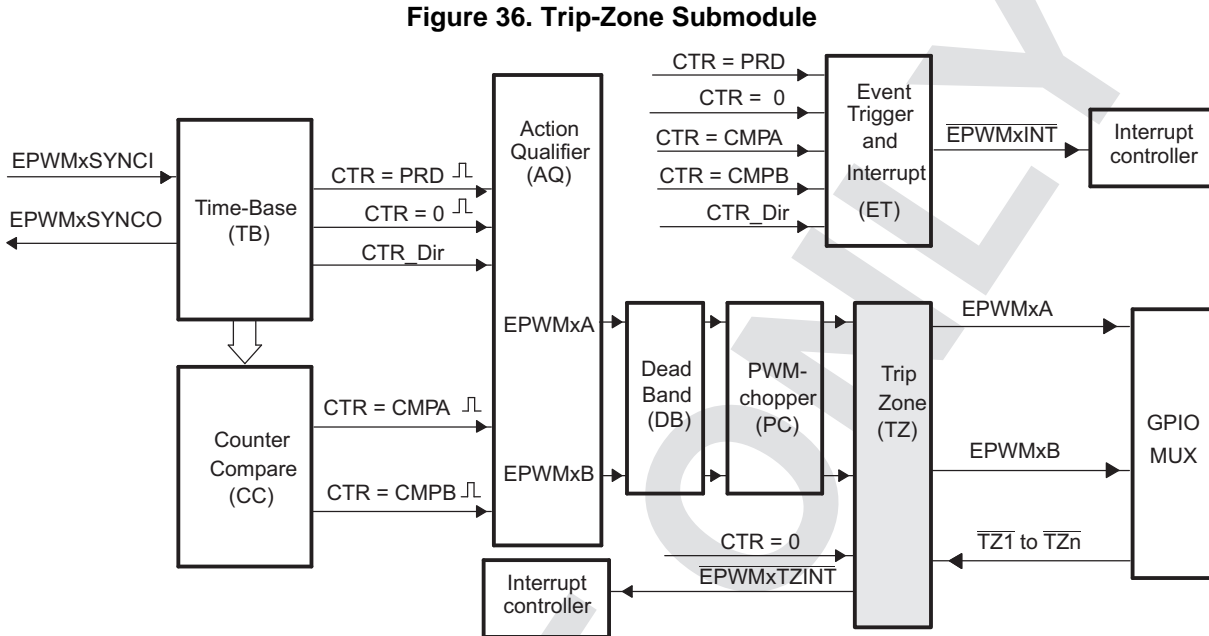 Figure 36. Trip-Zone Submodule
CTR = PRD
CTR = 0
CTR = CMPA
CTR = CMPB
CTR_Dir
Event
Trigger
and
Interrupt
(ET)
EPWMxINT
Interrupt
controller
EPWMxSYNCI
EPWMxSYNCO
Time-Base
(TB)
CTR = PRD
CTR = 0
CTR_Dir
Action
Qualifier
(AQ)
EPWMxA
EPWMxB
Counter
Compare
(CC)
CTR = CMPA
CTR = CMPB
Dead
Band
(DB)
PWM-
chopper
(PC)
Trip
Zone
(TZ)
EPWMxA
EPWMxB
TZ1 to TZn
GPIO
MUX
CTR = 0
EPWMxTZINT
Interrupt
controller
ONLY